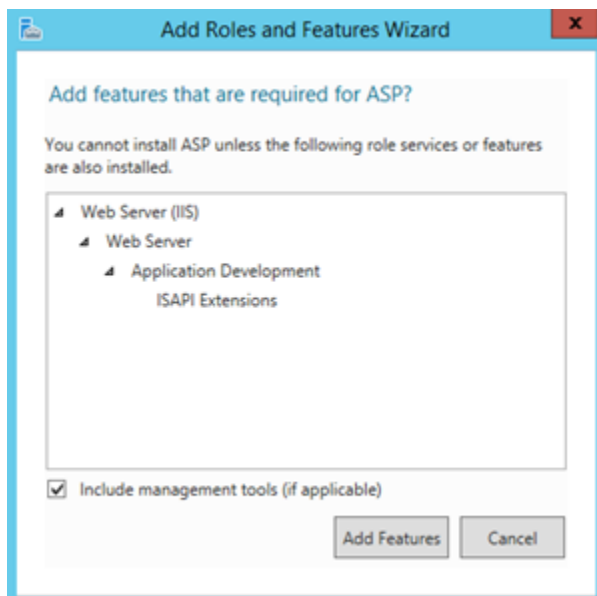 Add Roles and Features Wizard
x
Add features that are required for ASP?
You cannot install ASP unless the following role services or features
are also installed.
Web Server (IIS)
Web Server
Application Development
ISAPI Extensions
Include management tools (if applicable)
Add Features
Cancel